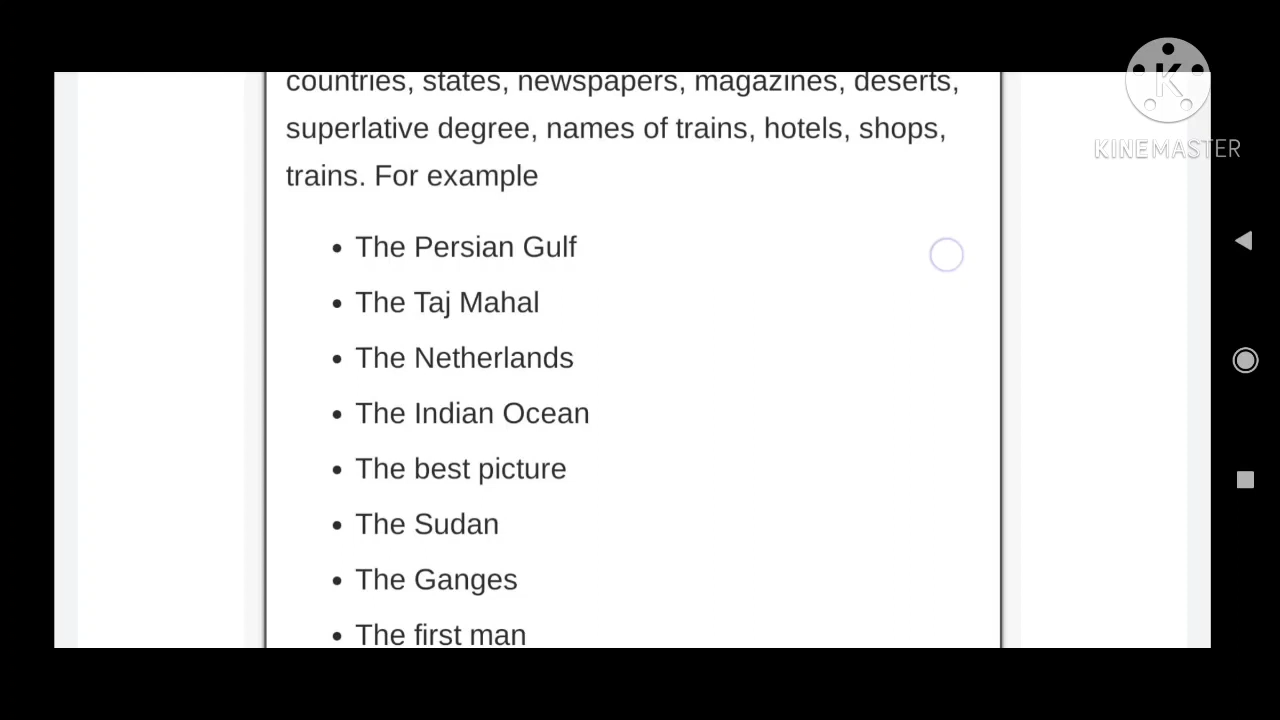 countries, states, newspapers, magazines, deserts,
superlative degree, names of trains, hotels, shops,
trains. For example
• The Persian Gulf
• The Taj Mahal
• The Netherlands
• The Indian Ocean
• The best picture
• The Sudan
• The Ganges
• The first man
K
KINEMASTER